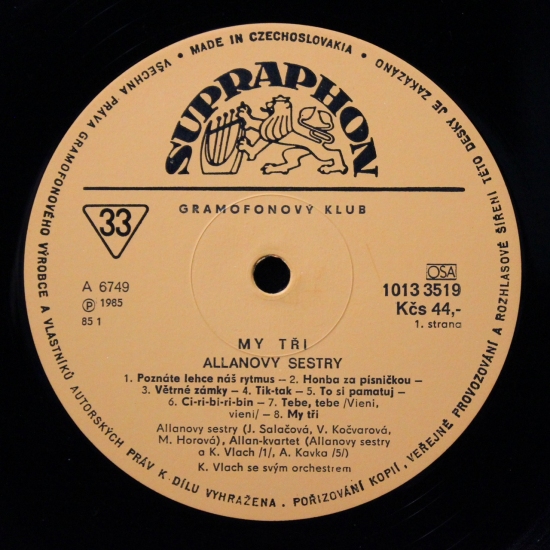 • VŠECHNA PRÁVA GRAMOFONOVÉHO VÝROBCE A VLASTNÍKŮ AUTORSKÝCH PRÁV K DÍLU VYHRAŽENA. POŘIZOVÁNÍ KOPIÍ, VEŘEJNÉ PROVOZOVÁNÍ A ROZHLASOVÉ ŠÍŘENÍ TÉTO DESKY JE ZAKÁZÁNO • MADE IN CZECHOSLOVAKIA •
SUPRAPHON
GRAMOFONOVÝ KLUB
33
A 6749
Ⓟ 1985
85 1
OSA
1013 3519
Kčs 44,-
1. strana
MY TŘI
ALLANOVY SESTRY
1. Poznáte lehce náš rytmus – 2. Honba za písničkou –
3. Větrné zámky – 4. Tik-tak – 5. To si pamatuj –
6. Ci-ri-bi-ri-bin – 7. Tebe, tebe /Vieni,
vieni/ – 8. My tři
Allanovy sestry (J. Salačová, V. Kočvarová,
M. Horová), Allan-kvartet (Allanovy sestry
a K. Vlach /1/, A. Kavka /5/)
K. Vlach se svým orchestrem